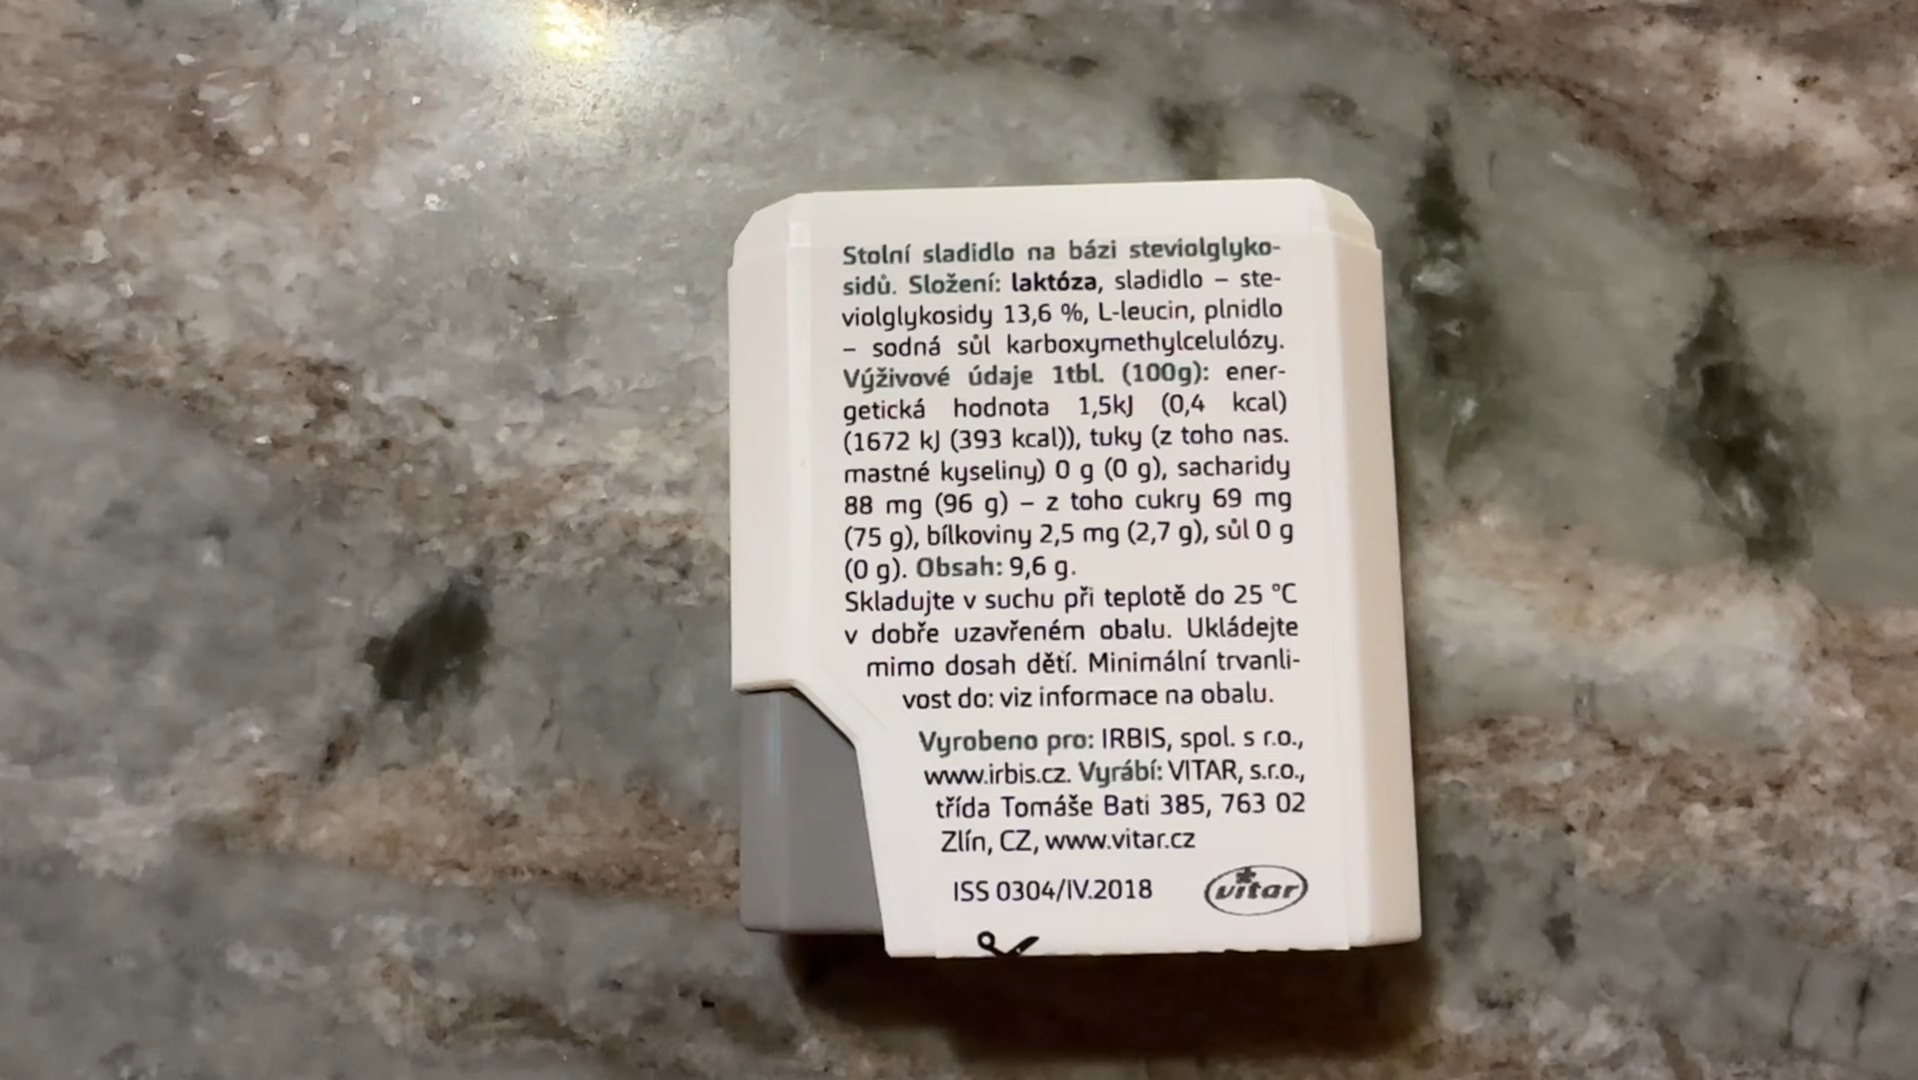 Stolní sladidlo na bázi steviolglyko-
sidů. Složení: laktóza, sladidlo – ste-
violglykosidy 13,6 %, L-leucin, plnidlo
– sodná sůl karboxymethylcelulózy.
Výživové údaje 1tbl. (100g): ener-
getická hodnota 1,5kJ (0,4 kcal)
(1672 kJ (393 kcal)), tuky (z toho nas.
mastné kyseliny) 0 g (0 g), sacharidy
88 mg (96 g) – z toho cukry 69 mg
(75 g), bílkoviny 2,5 mg (2,7 g), sůl 0 g
(0 g). Obsah: 9,6 g.
Skladujte v suchu při teplotě do 25 °C
v dobře uzavřeném obalu. Ukládejte
mimo dosah dětí. Minimální trvanli-
vost do: viz informace na obalu.
Vyrobeno pro: IRBIS, spol. s r.o.,
www.irbis.cz. Vyrábí: VITAR, s.r.o.,
třída Tomáše Bati 385, 763 02
Zlín, CZ, www.vitar.cz
ISS 0304/IV.2018
vitar